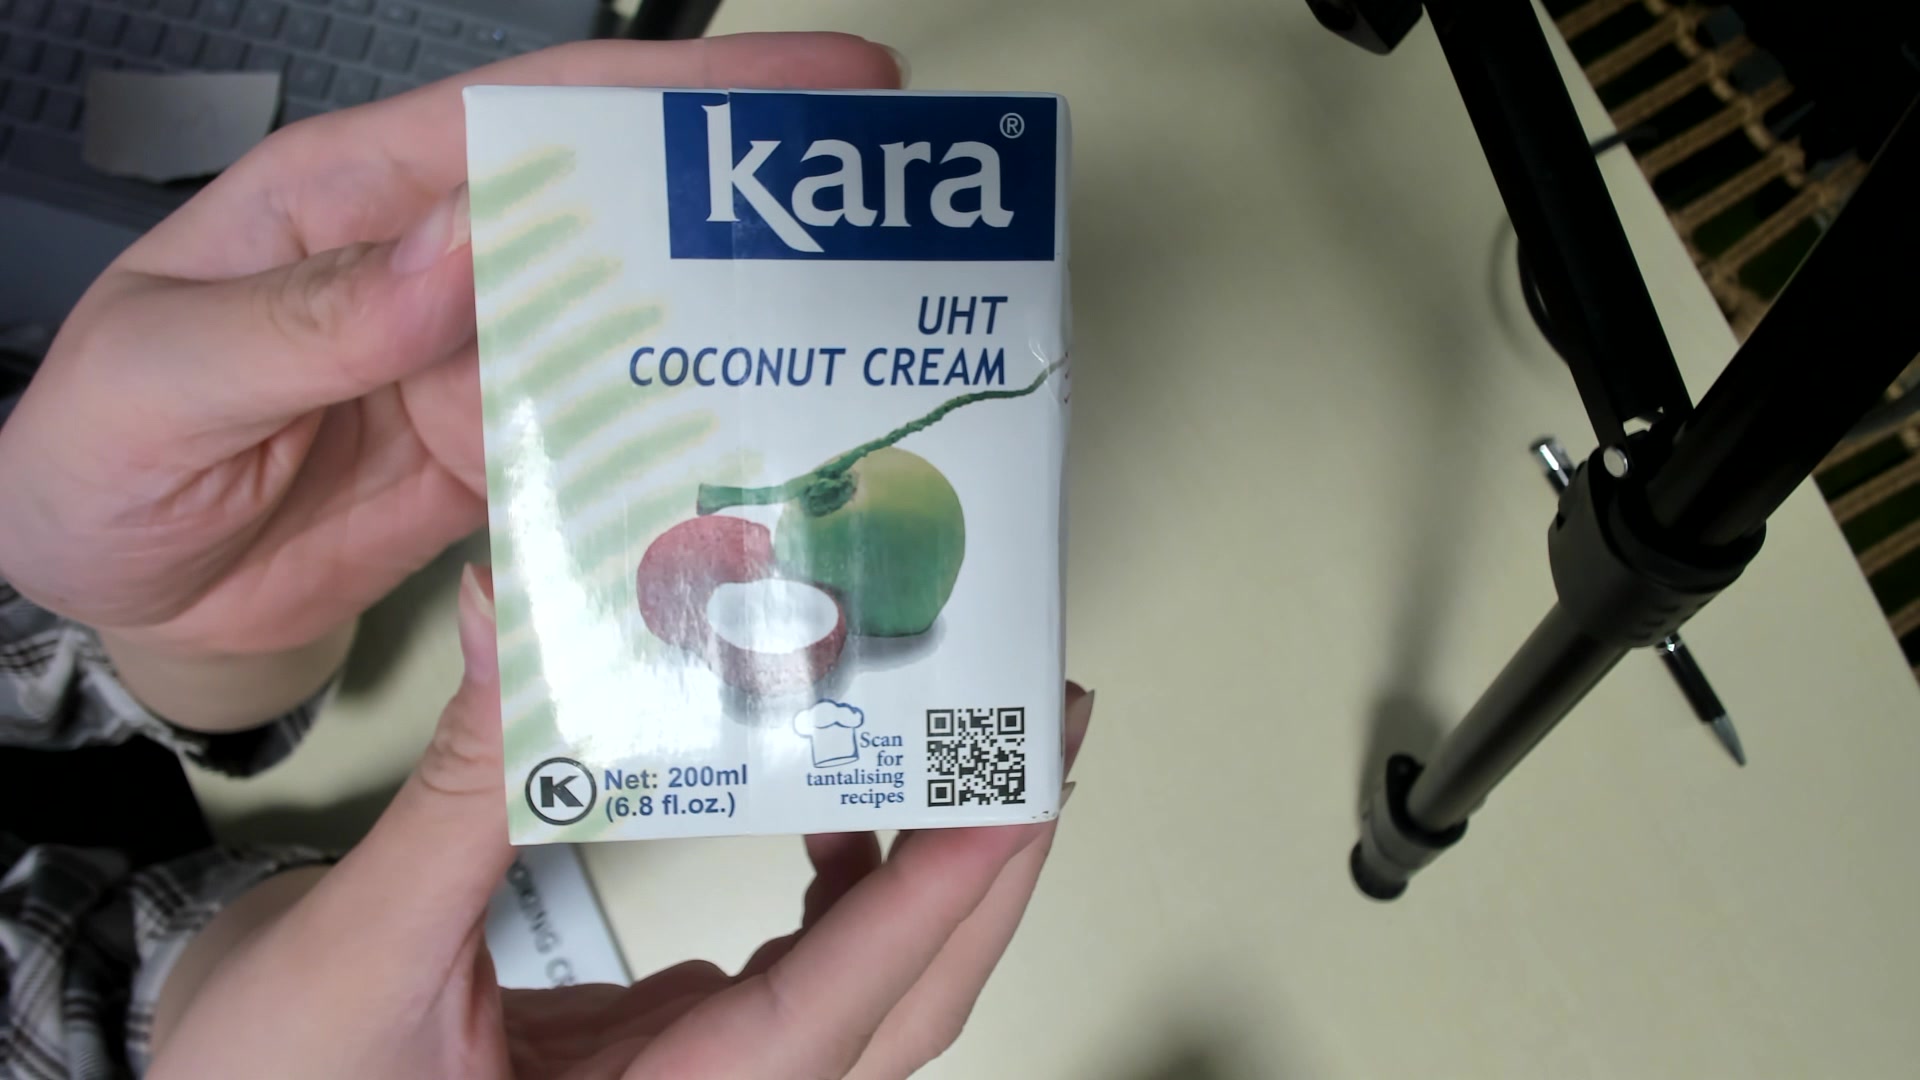 kara®
UHT
COCONUT CREAM
Scan
for
tantalising
recipes
K
Net: 200ml
(6.8 fl.oz.)